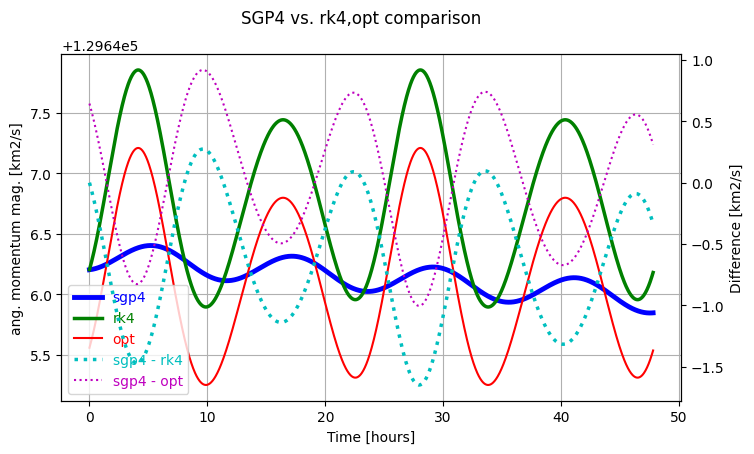 SGP4 vs. rk4,opt comparison
+1.2964e5
1.0
7.5
0.5
7.0
0.0
6.5
-0.5
6.0
-1.0
5.5
-1.5
ang. momentum mag. [km2/s]
Difference [km2/s]
sgp4
rk4
opt
sgp4 - rk4
sgp4 - opt
0 10 20 30 40 50
Time [hours]